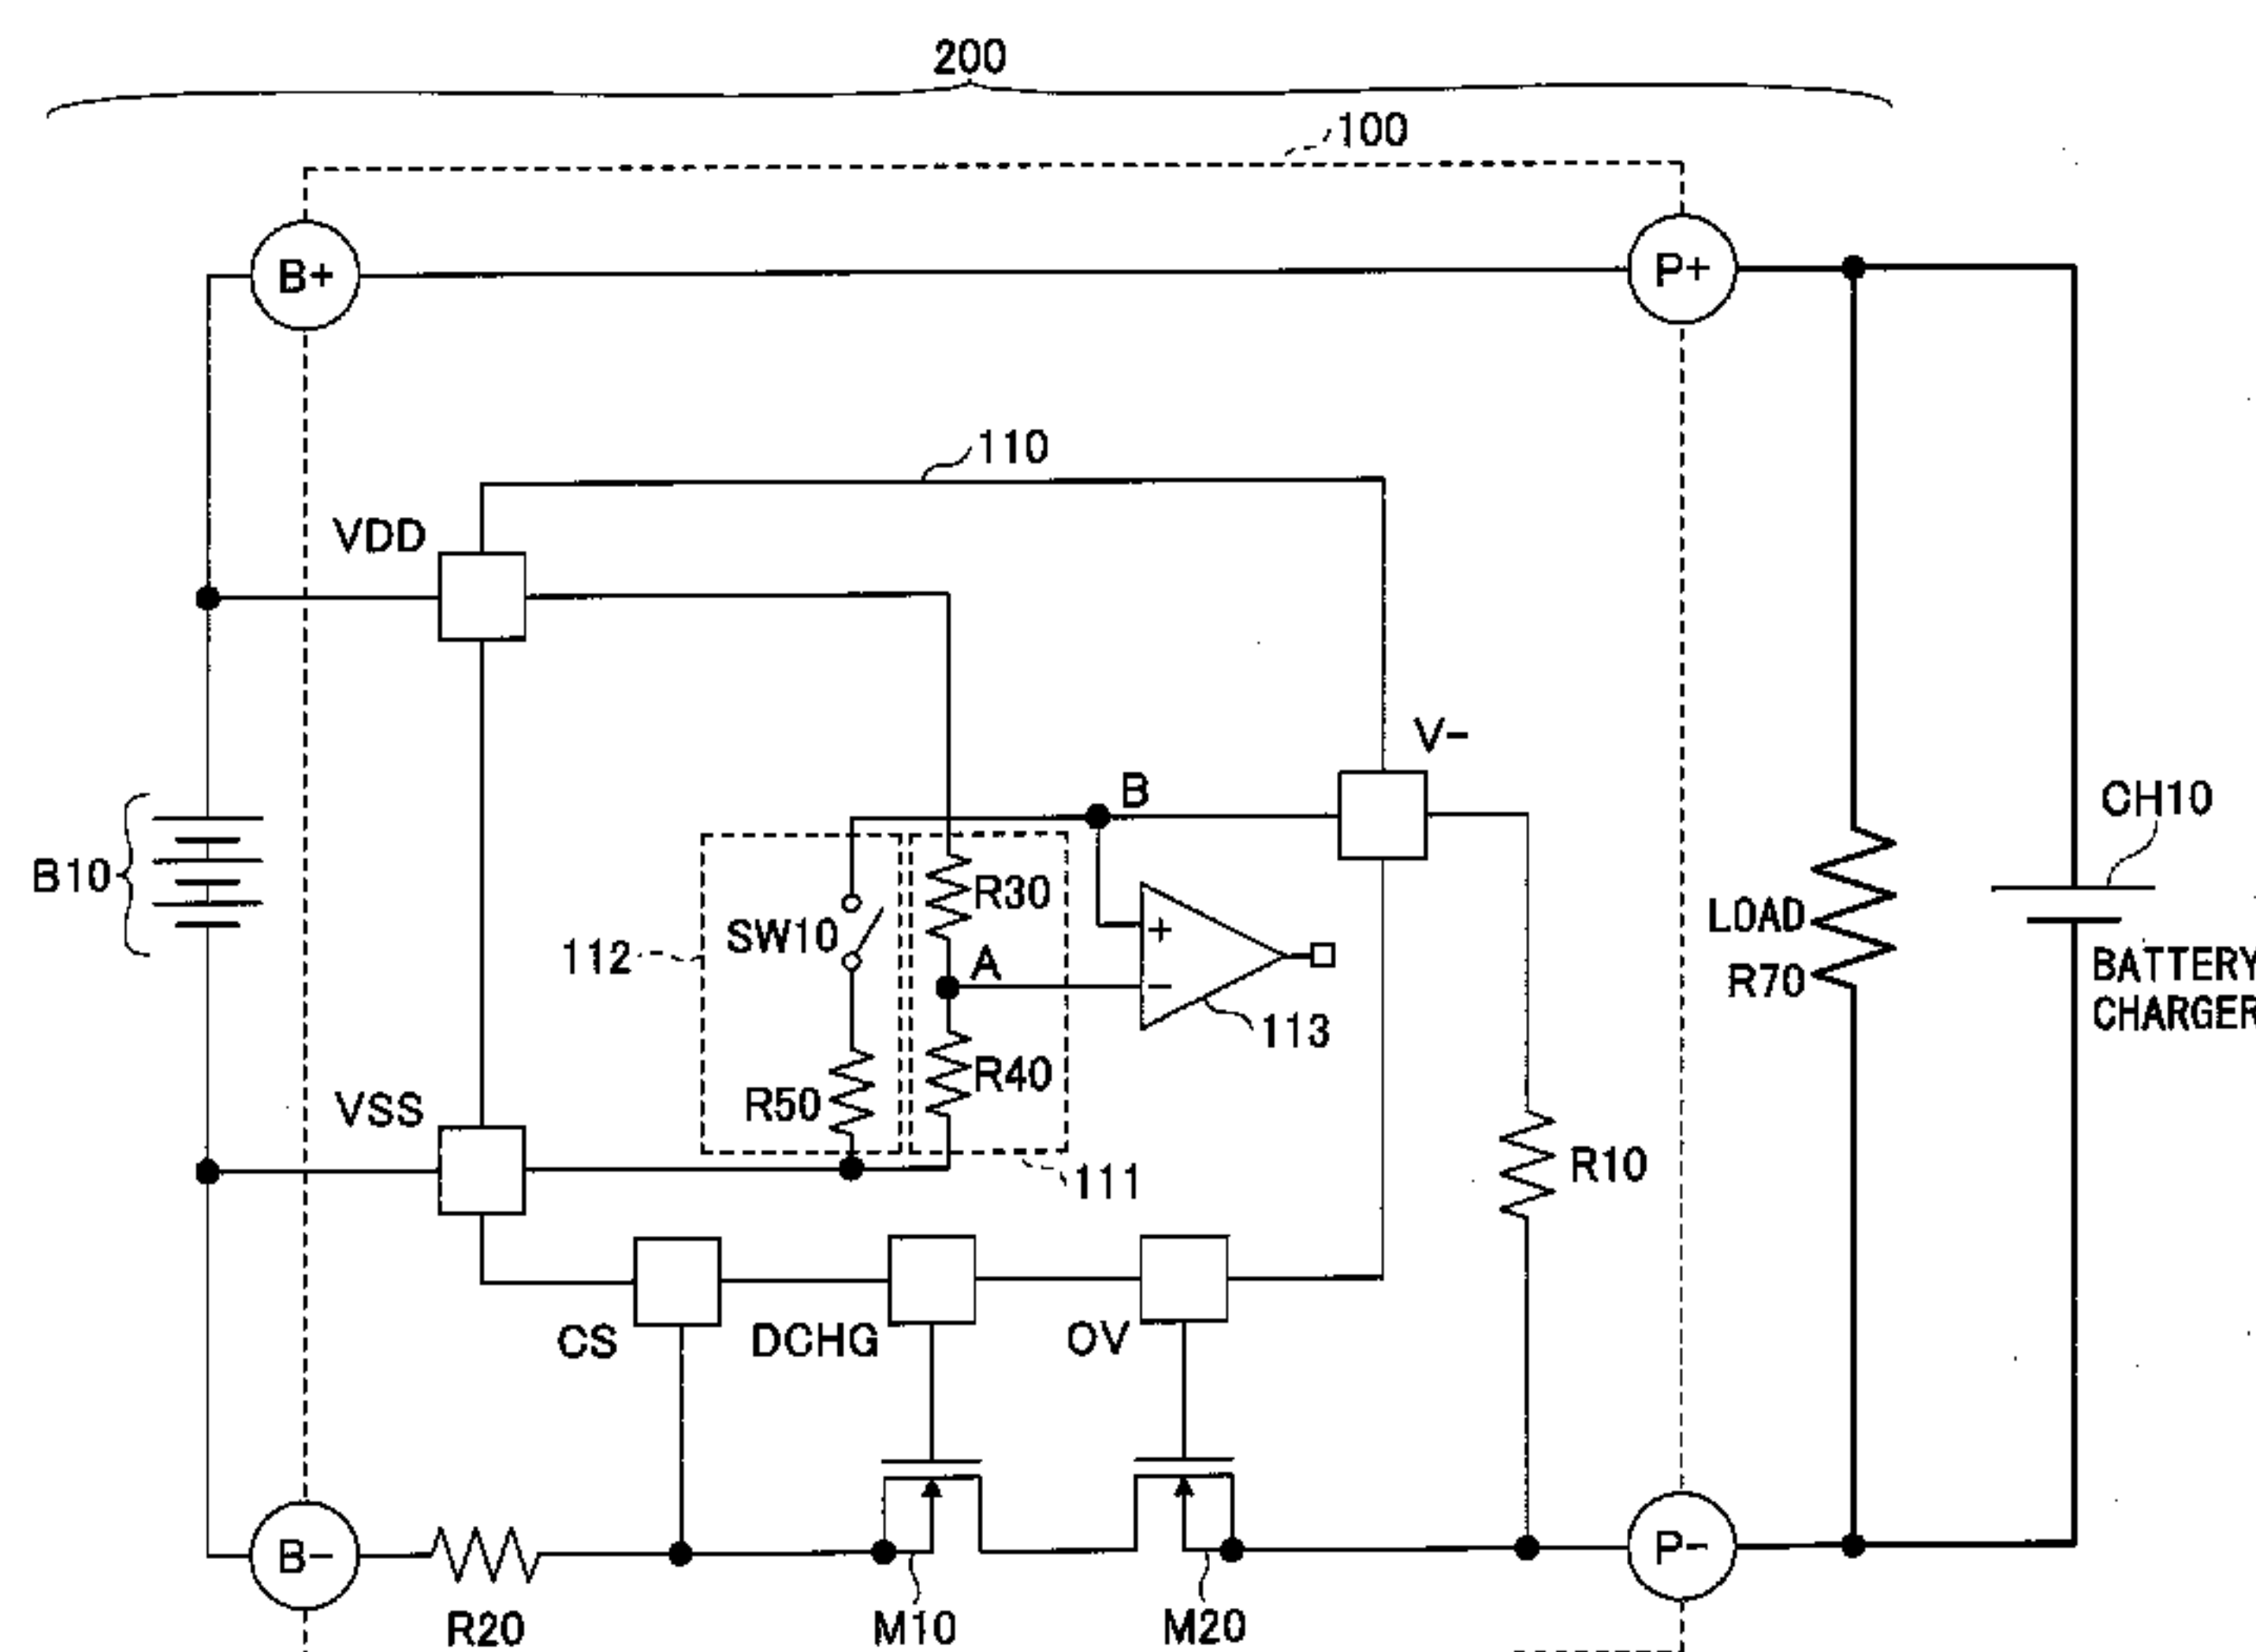 200
100
B+
P+
110
VDD
V-
B
CH10
B10
R30
SW10
112
A
LOAD
R70
BATTERY
CHARGER
113
R50
R40
VSS
111
R10
CS
DCHG
OV
B-
P-
R20
M10
M20